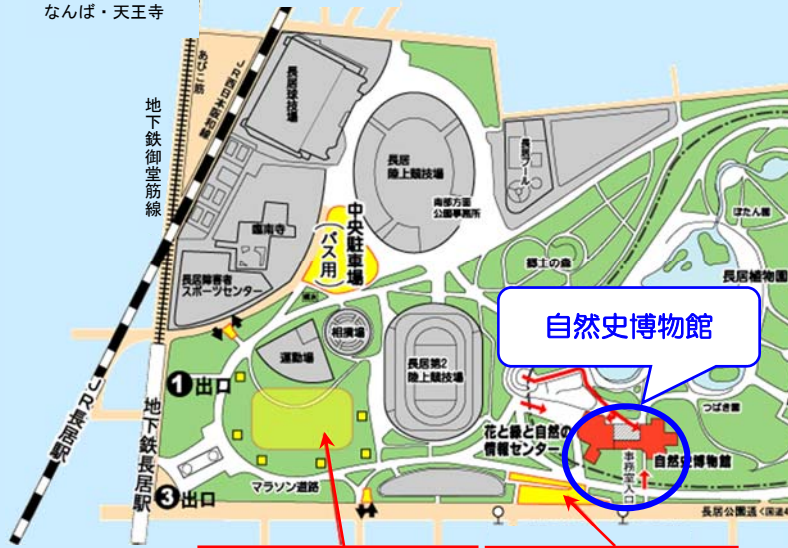 なんば・天王寺
あびこ筋
JR西日本阪和線
地下鉄御堂筋線
長居球技場
長居
陸上競技場
長居プール
南部方面
公園事務所
臨南寺
中央駐車場
(バス用)
長居障害者
スポーツセンター
郷土の森
ぼたん園
長居植物園
自然史博物館
相撲場
運動場
長居第2
陸上競技場
1出口
つばき園
花と緑と自然の
情報センター
自然史博物館
事務室入口
JR長居駅
地下鉄長居駅
マラソン道路
3出口
長居公園通<国道4